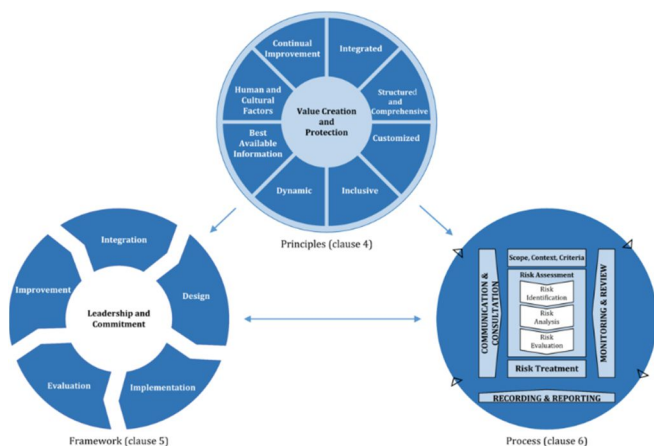 Continual
Improvement
Integrated
Human and
Cultural
Factors
Structured
and
Comprehensive
Value Creation
and
Protection
Best
Available
Information
Customized
Dynamic
Inclusive
Principles (clause 4)
Integration
Improvement
Design
Leadership and
Commitment
Evaluation
Implementation
Framework (clause 5)
Scope, Context, Criteria
COMMUNICATION &
CONSULTATION
Risk Assessment
Risk
Identification
Risk
Analysis
Risk
Evaluation
MONITORING & REVIEW
Risk Treatment
RECORDING & REPORTING
Process (clause 6)